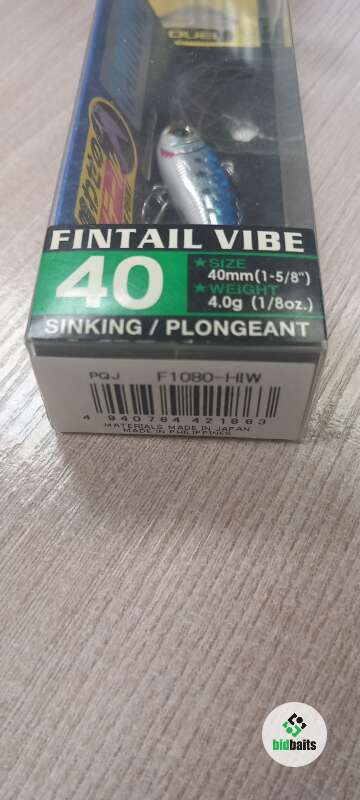 DUEL
FINTAIL VIBE
40
★SIZE
40mm(1-5/8")
★WEIGHT
4.0g (1/8oz.)
SINKING / PLONGEANT
PQJ F1080-HIW
4 940764 421863
MATERIALS MADE IN JAPAN
MADE IN PHILIPPINES
bidbaits